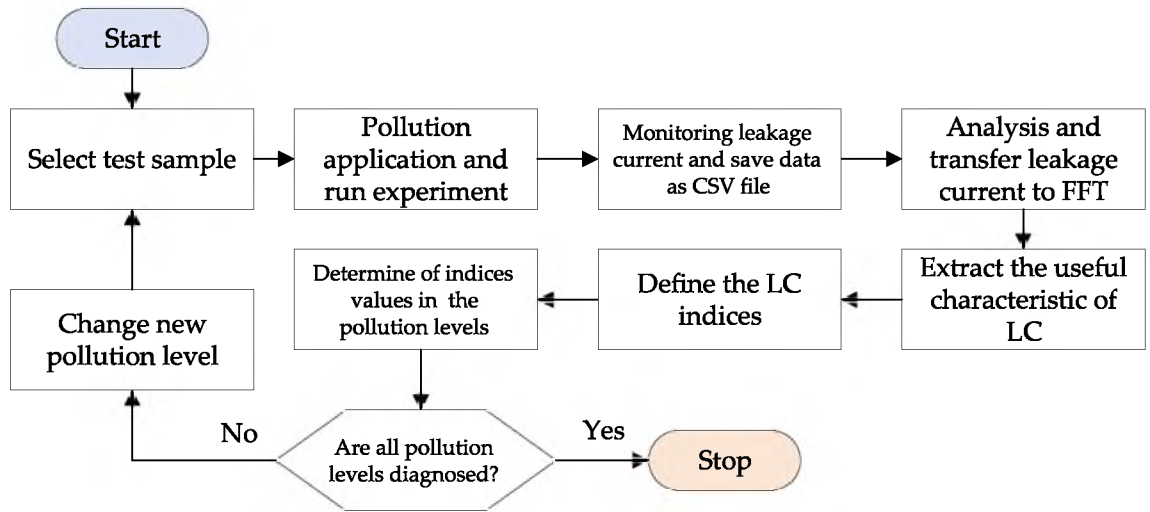 Start
Select test sample
Pollution
application and
run experiment
Monitoring leakage
current and save data
as CSV file
Analysis and
transfer leakage
current to FFT
Extract the useful
characteristic of
LC
Define the LC
indices
Determine of indices
values in the
pollution levels
Are all pollution
levels diagnosed?
No
Change new
pollution level
Yes
Stop